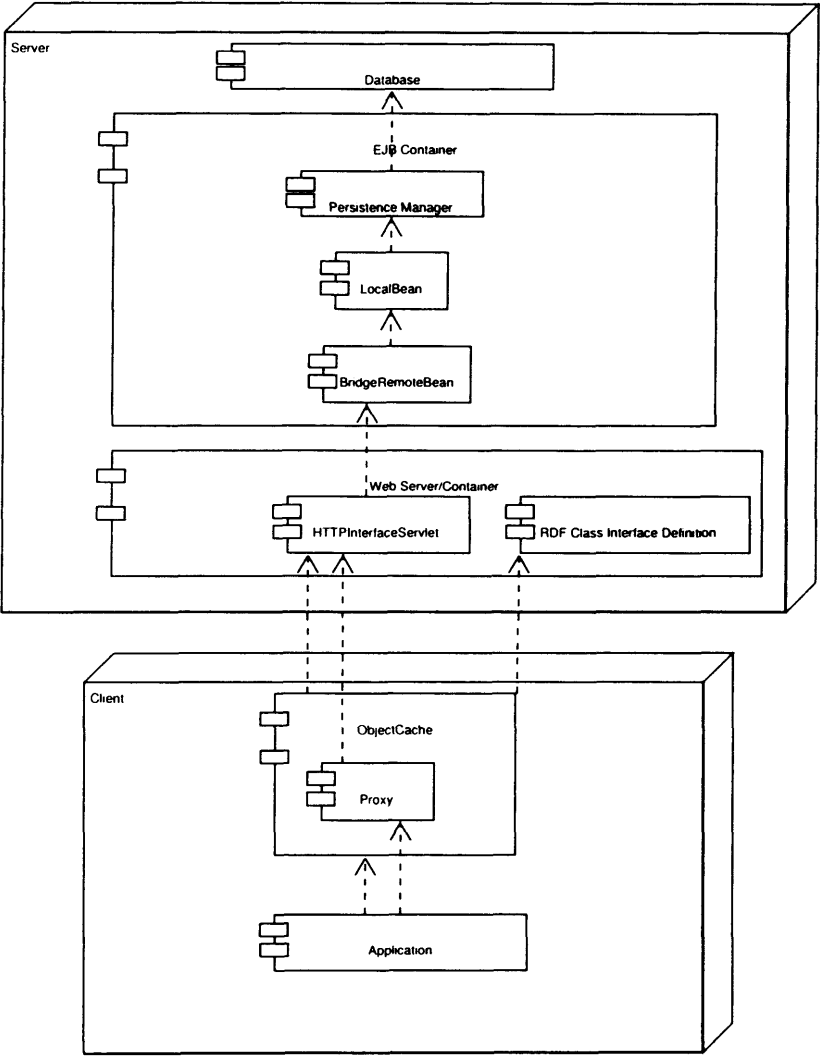 Server
Database
EJB Container
Persistence Manager
LocalBean
BridgeRemoteBean
Web Server/Container
HTTPInterfaceServlet
RDF Class Interface Definition
Client
ObjectCache
Proxy
Application